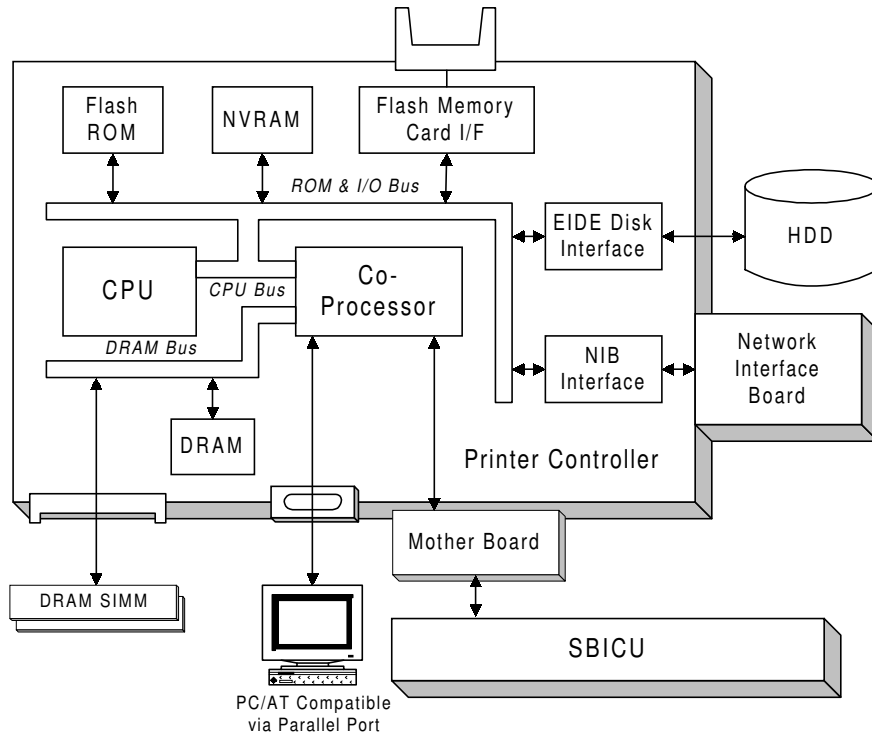 Flash
ROM
NVRAM
Flash Memory
Card I/F
ROM & I/O Bus
EIDE Disk
Interface
HDD
CPU
CPU Bus
Co-
Processor
DRAM Bus
NIB
Interface
Network
Interface
Board
DRAM
Printer Controller
Mother Board
DRAM SIMM
SBICU
PC/AT Compatible
via Parallel Port